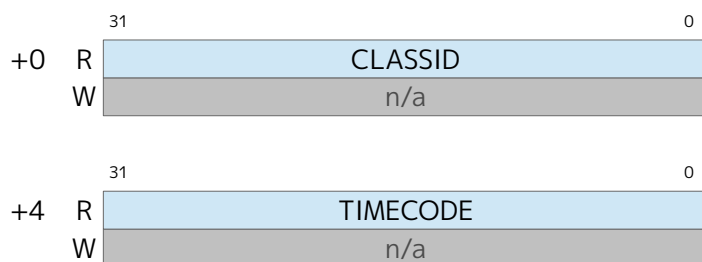 31 0
+0 R CLASSID
W n/a
31 0
+4 R TIMECODE
W n/a